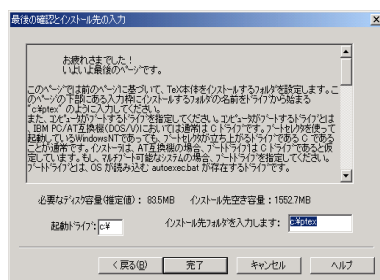 最後の確認とインストール先の入力
お疲れさまでした！
いよいよ最後のページです。
このページでは前のページに基づいて、TeX本体をインストールするフォルダを設定します。こ
のページの下部にある入力枠にインストールするフォルダの名前をドライブから始まる
"c:¥ptex" のように入力してください。
また、コンピュータがブートするドライブを指定してください。コンピュータがブートするドライブとは
、IBM PC/AT互換機(DOS/V)においては通常は C ドライブです。ブートセレクタを使って
起動しているWindowsNTであっても、ブートセレクタが立ち上がるドライブである C である
ことが通常です。インストーラは、AT互換機の場合、ブートドライブは C ドライブであると仮
定しています。もし、マルチブート可能なシステムの場合、ブートドライブを指定してください。
ブートドライブとは、OS が読み込む autoexec.bat が存在するドライブです。
必要なディスク容量(推定値)： 83.5MB インストール先空き容量： 1552.7MB
起動ドライブ: c:¥ インストール先フォルダを入力します: c:¥ptex
< 戻る(B) 完了 キャンセル ヘルプ